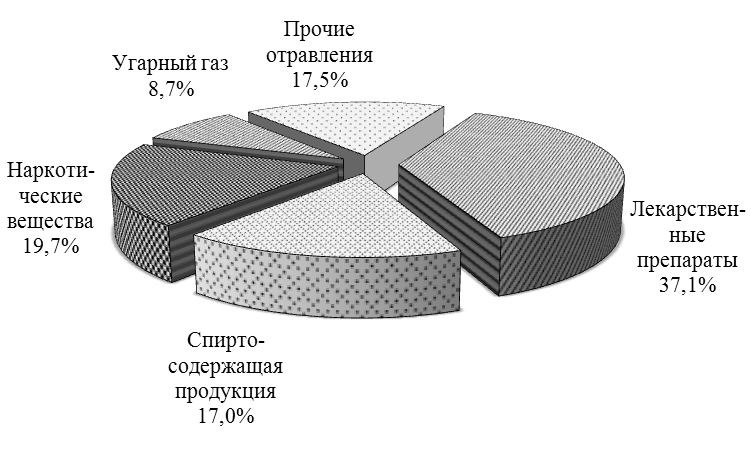 Прочие
отравления
17,5%
Угарный газ
8,7%
Наркоти-
ческие
вещества
19,7%
Лекарствен-
ные
препараты
37,1%
Спирто-
содержащая
продукция
17,0%